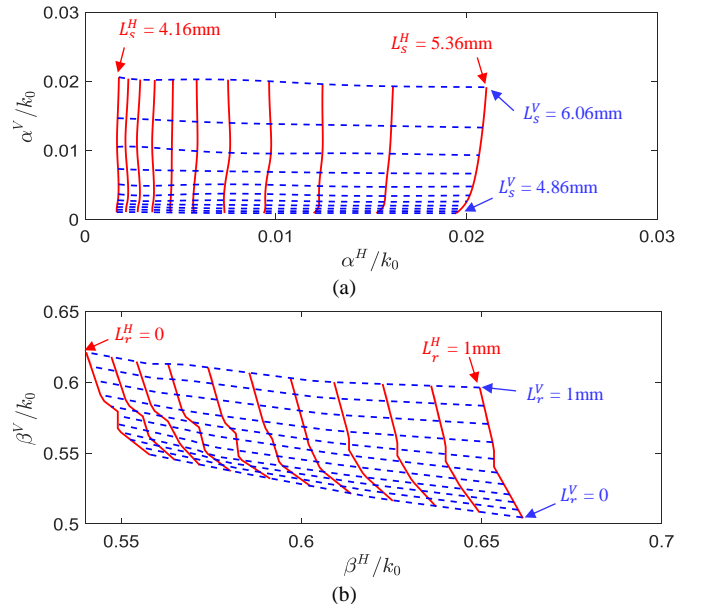 0.03
L_s^H = 4.16mm
L_s^H = 5.36mm
0.02
α^V/k_0
L_s^V = 6.06mm
0.01
L_s^V = 4.86mm
0
0 0.01 0.02 0.03
α^H/k_0
(a)
0.65
L_r^H = 0
L_r^H = 1mm
0.6
L_r^V = 1mm
β^V/k_0
0.55
L_r^V = 0
0.5
0.55 0.6 0.65 0.7
β^H/k_0
(b)